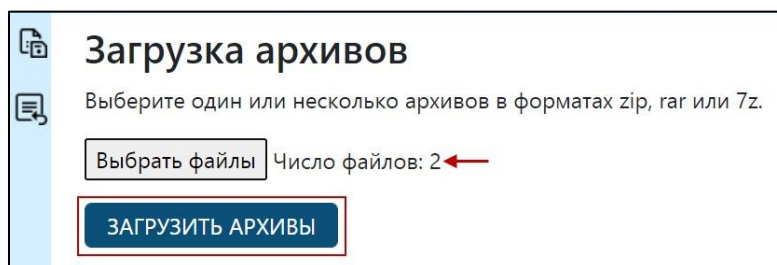 Загрузка архивов
Выберите один или несколько архивов в форматах zip, rar или 7z.
Выбрать файлы Число файлов: 2
ЗАГРУЗИТЬ АРХИВЫ